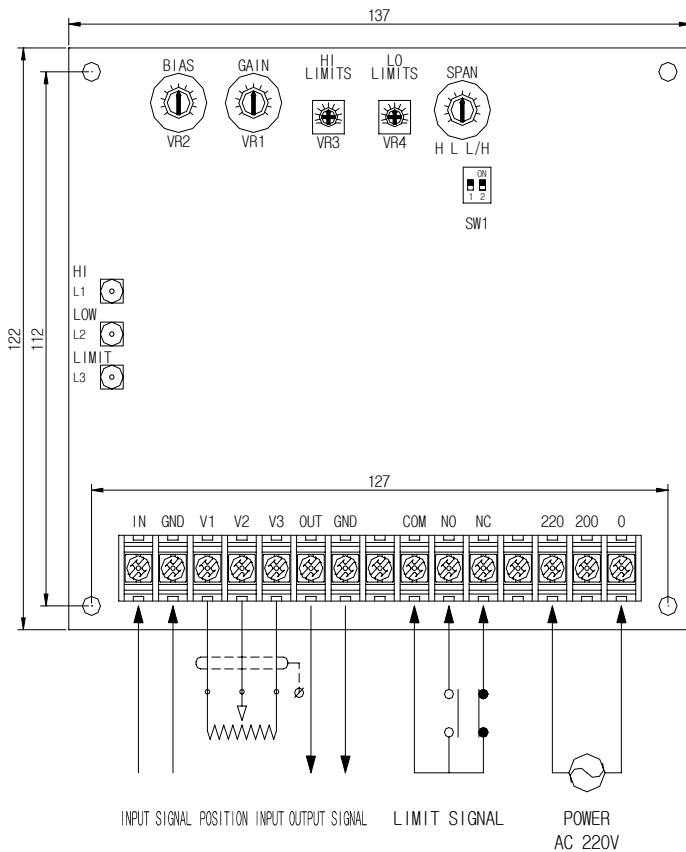 137
BIAS GAIN HI LIMITS LO LIMITS SPAN
VR2 VR1 VR3 VR4 H L L/H
ON
1 2
SW1
HI
L1
LOW
L2
LIMIT
L3
122
112
127
IN GND V1 V2 V3 OUT GND COM NO NC 220 200 0
INPUT SIGNAL POSITION INPUT OUTPUT SIGNAL LIMIT SIGNAL POWER
AC 220V